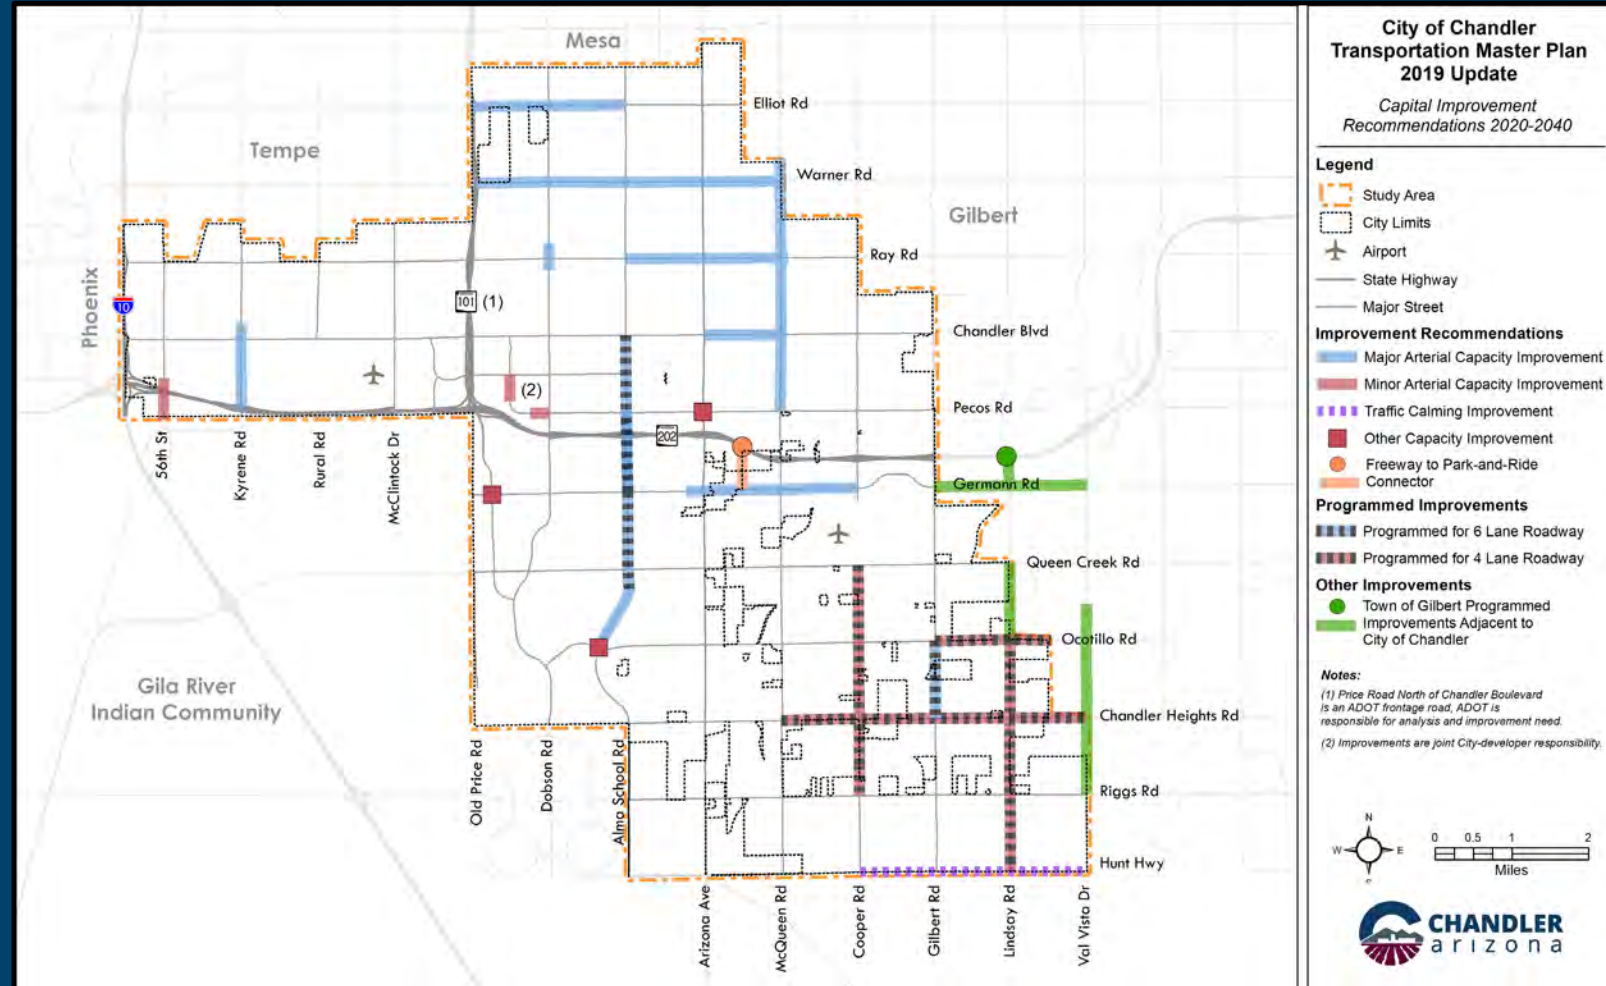 Mesa
Tempe
Gilbert
Phoenix
Gila River
Indian Community
Elliot Rd
Warner Rd
Ray Rd
Chandler Blvd
Pecos Rd
Germann Rd
Queen Creek Rd
Ocotillo Rd
Chandler Heights Rd
Riggs Rd
Hunt Hwy
10
101
(1)
(2)
202
56th St
Kyrene Rd
Rural Rd
McClintock Dr
Old Price Rd
Dobson Rd
Alma School Rd
Arizona Ave
McQueen Rd
Cooper Rd
Gilbert Rd
Lindsay Rd
Val Vista Dr
City of Chandler
Transportation Master Plan
2019 Update
Capital Improvement
Recommendations 2020-2040
Legend
Study Area
City Limits
Airport
State Highway
Major Street
Improvement Recommendations
Major Arterial Capacity Improvement
Minor Arterial Capacity Improvement
Traffic Calming Improvement
Other Capacity Improvement
Freeway to Park-and-Ride
Connector
Programmed Improvements
Programmed for 6 Lane Roadway
Programmed for 4 Lane Roadway
Other Improvements
Town of Gilbert Programmed
Improvements Adjacent to
City of Chandler
Notes:
(1) Price Road North of Chandler Boulevard
is an ADOT frontage road, ADOT is
responsible for analysis and improvement need.
(2) Improvements are joint City-developer responsibility.
N
W
E
S
0 0.5 1 2
Miles
CHANDLER
arizona